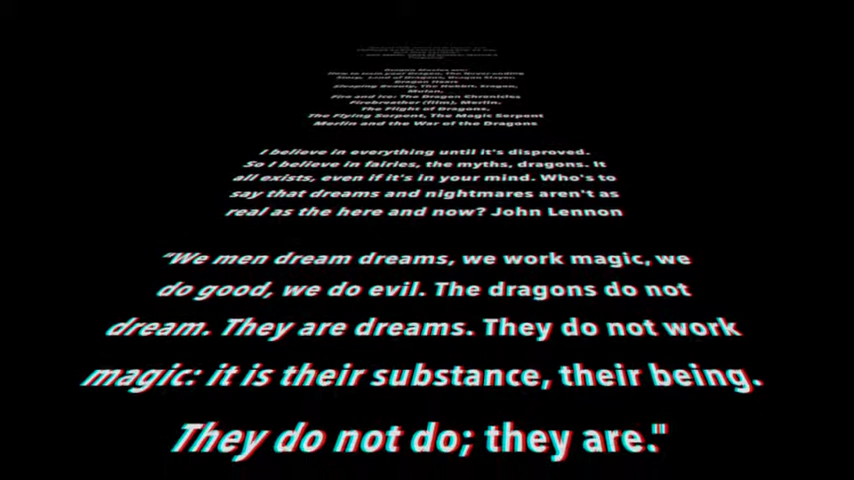 Dragon Movies are:
How to train your Dragon, The Never ending
Story, Land of Dragons, Dragon
Dragon Heart
Sleeping Beauty, The Hobbit, Eragon,
Mulan,
Fire and Ice: The Dragon Chronicles
Firebreather (film), Merlin.
The Flight of Dragons,
The Flying Serpent, The Magic Serpent
Merlin and the War of the Dragons
I believe in everything until it's disproved.
So I believe in fairies, the myths, dragons. It
all exists, even if it's in your mind. Who's to
say that dreams and nightmares aren't as
real as the here and now? John Lennon
“We men dream dreams, we work magic, we
do good, we do evil. The dragons do not
dream. They are dreams. They do not work
magic: it is their substance, their being.
They do not do; they are."